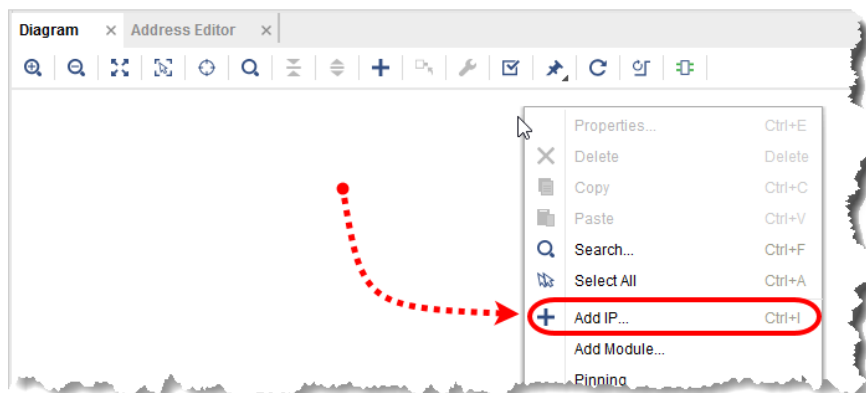 Diagram × Address Editor ×
Properties... Ctrl+E
Delete Delete
Copy Ctrl+C
Paste Ctrl+V
Search... Ctrl+F
Select All Ctrl+A
Add IP... Ctrl+I
Add Module...
Pinning